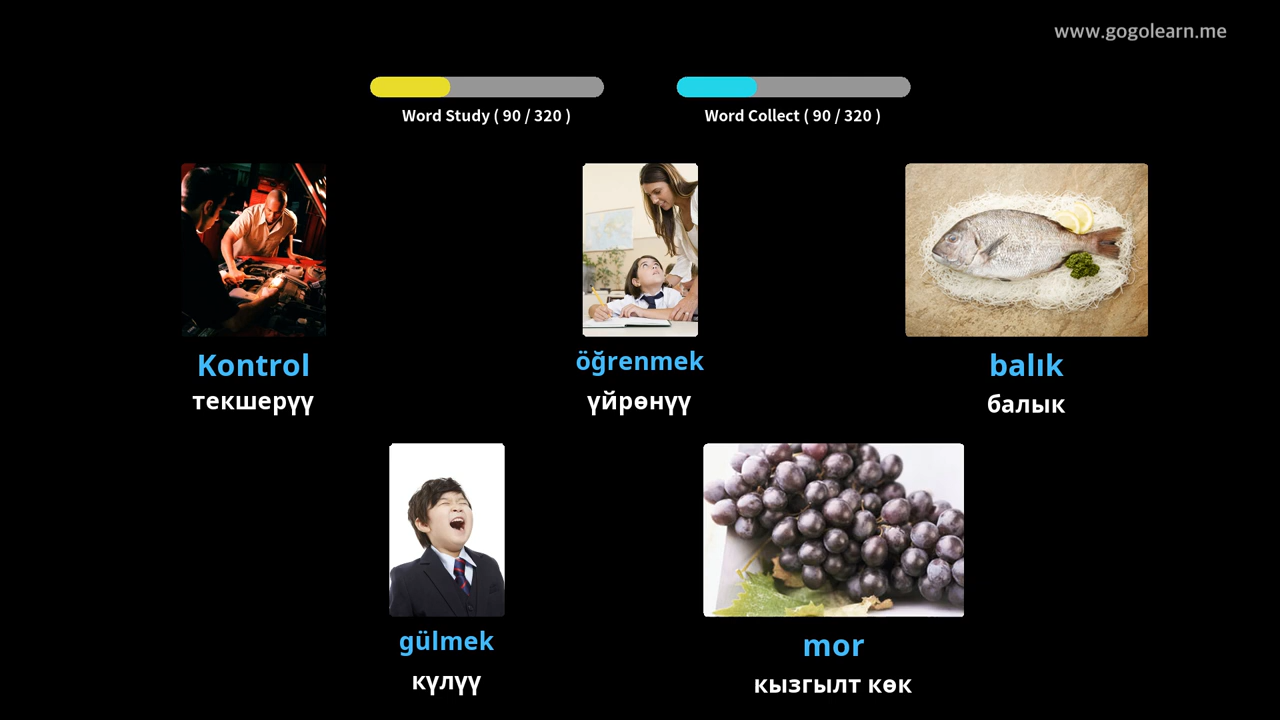 www.gogolearn.me
Word Study ( 90 / 320 )
Word Collect ( 90 / 320 )
Kontrol
текшерүү
öğrenmek
үйрөнүү
balık
балык
gülmek
күлүү
mor
кызгылт көк